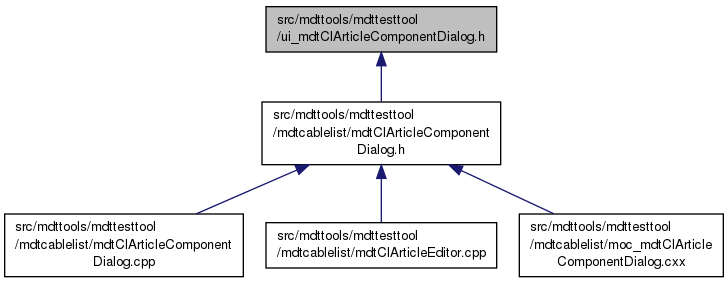 src/mdttools/mdttesttool
/ui_mdtClArticleComponentDialog.h
src/mdttools/mdttesttool
/mdtcablelist/mdtClArticleComponent
Dialog.h
src/mdttools/mdttesttool
/mdtcablelist/mdtClArticleComponent
Dialog.cpp
src/mdttools/mdttesttool
/mdtcablelist/mdtClArticleEditor.cpp
src/mdttools/mdttesttool
/mdtcablelist/moc_mdtClArticle
ComponentDialog.cxx